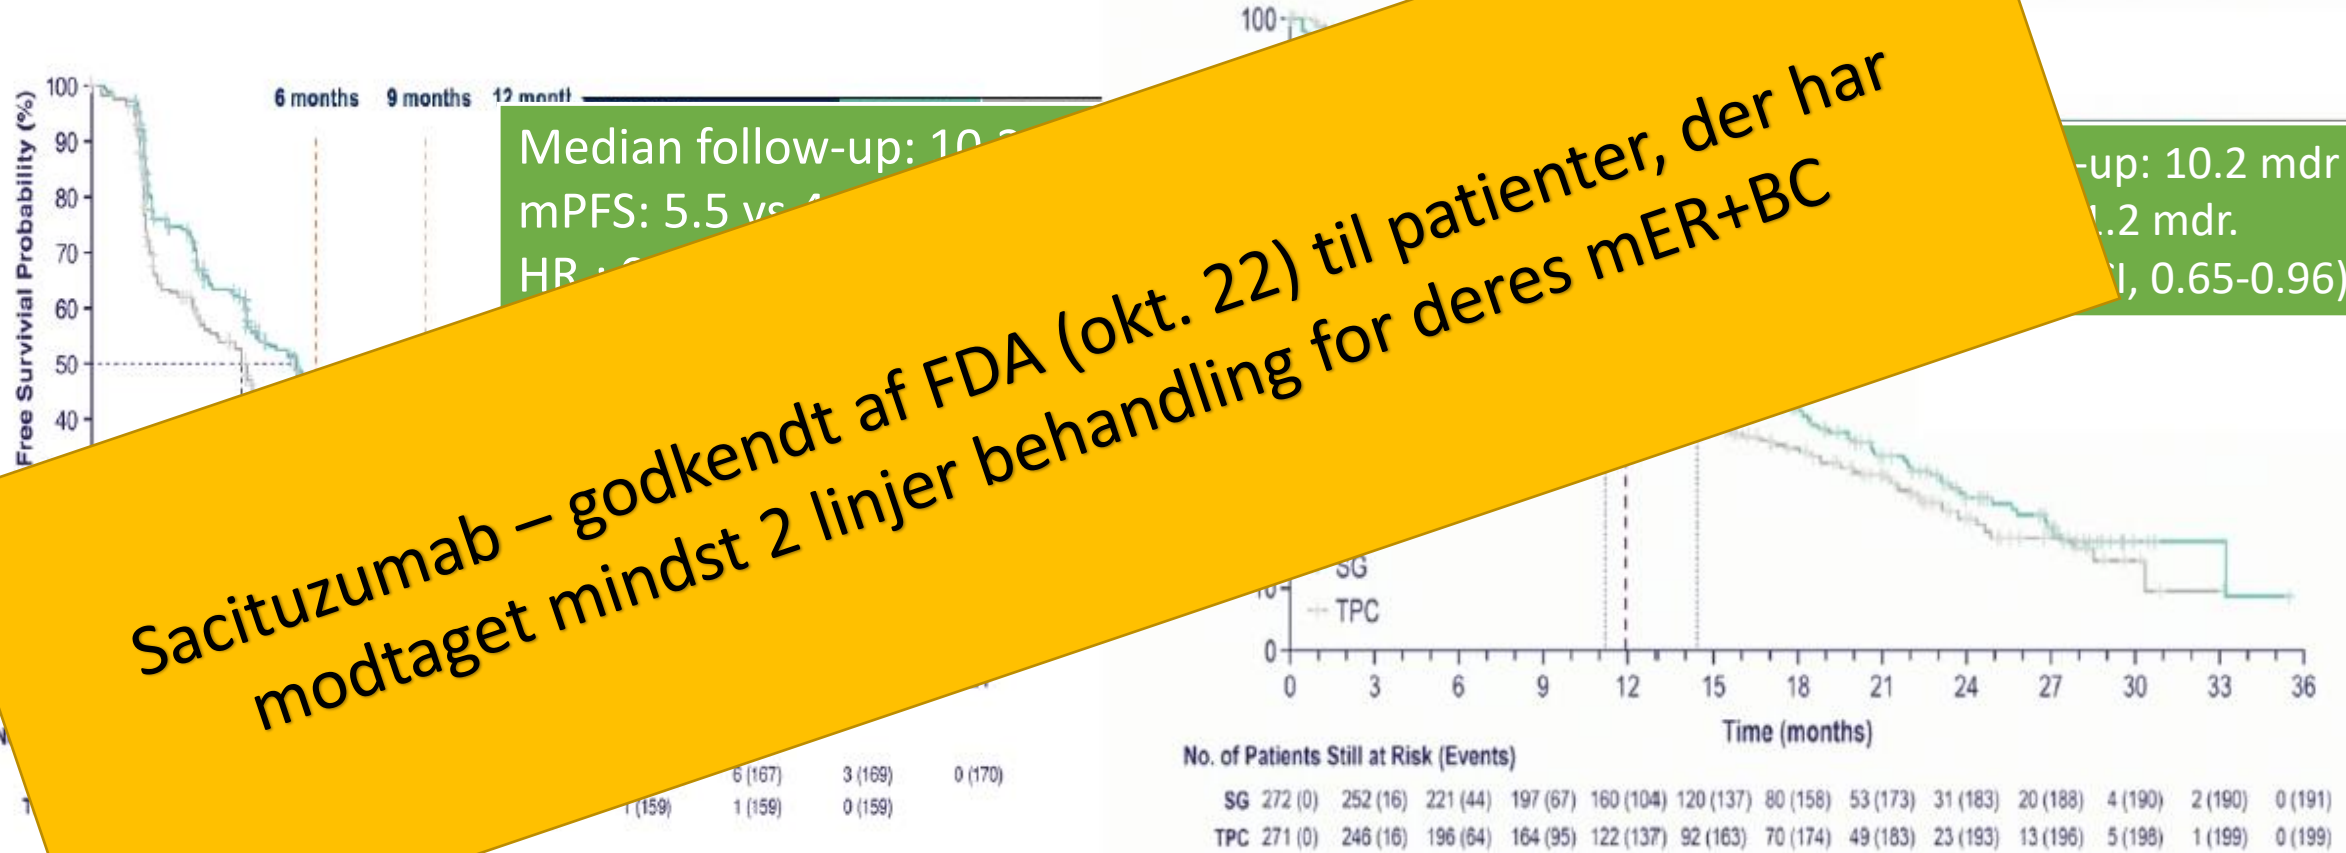 100
90
80
70
60
50
40
Free Survivial Probability (%)
6 months 9 months 12
Median follow-up: 10.2
mPFS: 5.5 vs
HR :
6 (167) 3 (169) 0 (170)
(159) 1 (159) 0 (159)
Sacituzumab – godkendt af FDA (okt. 22) til patienter, der har
modtaget mindst 2 linjer behandling for deres mER+BC
100
-up: 10.2 mdr
1.2 mdr.
CI, 0.65-0.96)
SG
TPC
0
0 3 6 9 12 15 18 21 24 27 30 33 36
Time (months)
No. of Patients Still at Risk (Events)
SG 272 (0) 252 (16) 221 (44) 197 (67) 160 (104) 120 (137) 80 (158) 53 (173) 31 (183) 20 (188) 4 (190) 2 (190) 0 (191)
TPC 271 (0) 246 (16) 196 (64) 164 (95) 122 (137) 92 (163) 70 (174) 49 (183) 23 (193) 13 (196) 5 (198) 1 (199) 0 (199)